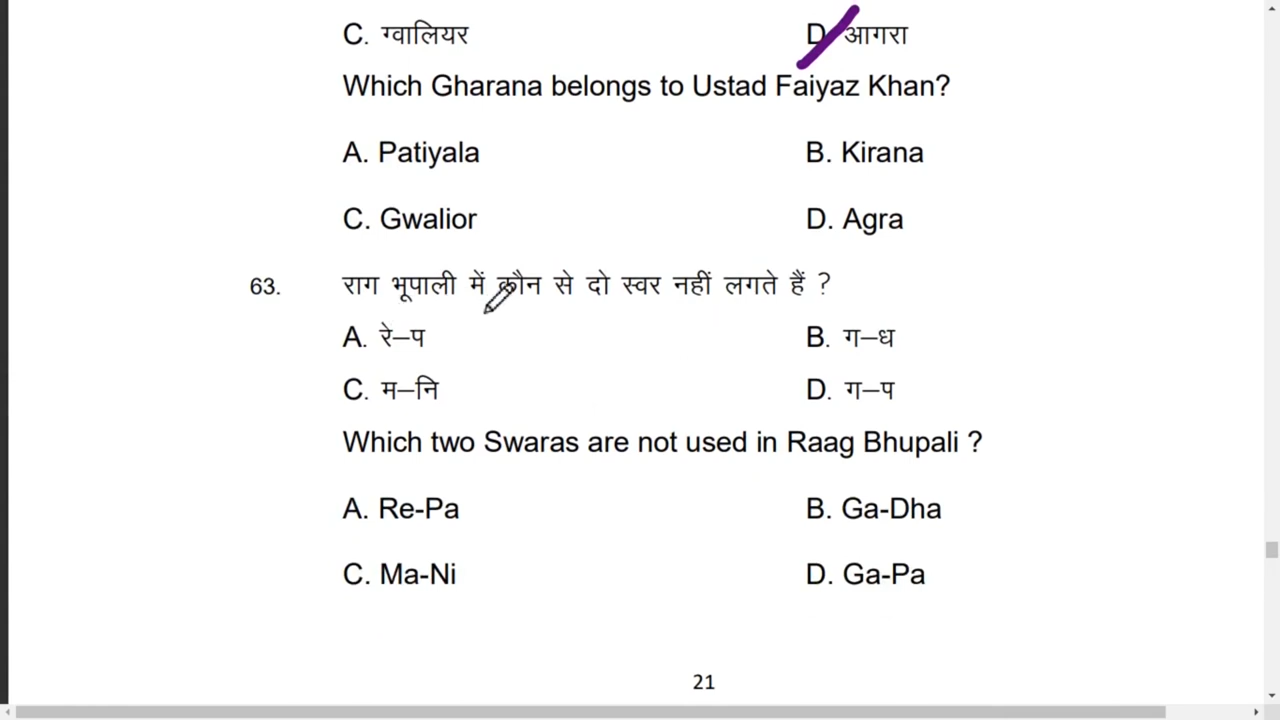 C. ग्वालियर D. आगरा
Which Gharana belongs to Ustad Faiyaz Khan?
A. Patiyala B. Kirana
C. Gwalior D. Agra
63. राग भूपाली में कौन से दो स्वर नहीं लगते हैं ?
A. रे–प B. ग–ध
C. म–नि D. ग–प
Which two Swaras are not used in Raag Bhupali ?
A. Re-Pa B. Ga-Dha
C. Ma-Ni D. Ga-Pa
21